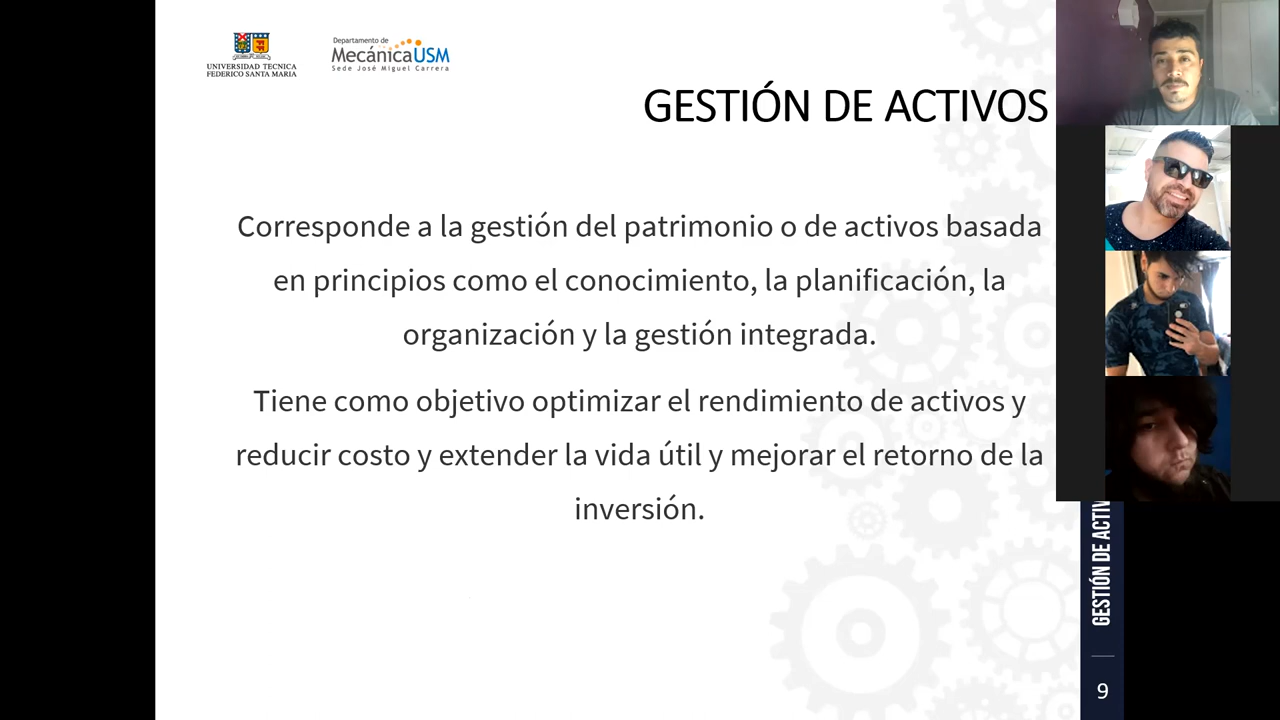 UNIVERSIDAD TECNICA
FEDERICO SANTA MARIA
Departamento de
MecánicaUSM
Sede José Miguel Carrera
GESTIÓN DE ACTIVOS
Corresponde a la gestión del patrimonio o de activos basada
en principios como el conocimiento, la planificación, la
organización y la gestión integrada.
Tiene como objetivo optimizar el rendimiento de activos y
reducir costo y extender la vida útil y mejorar el retorno de la
inversión.
GESTIÓN DE ACTIV
9